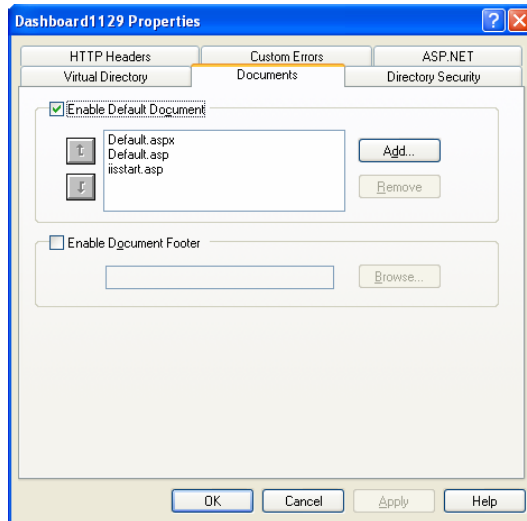 Dashboard1129 Properties
HTTP Headers Custom Errors ASP.NET
Virtual Directory Documents Directory Security
Enable Default Document
Default.aspx
Default.asp
iisstart.asp
Add...
Remove
Enable Document Footer
Browse...
OK Cancel Apply Help